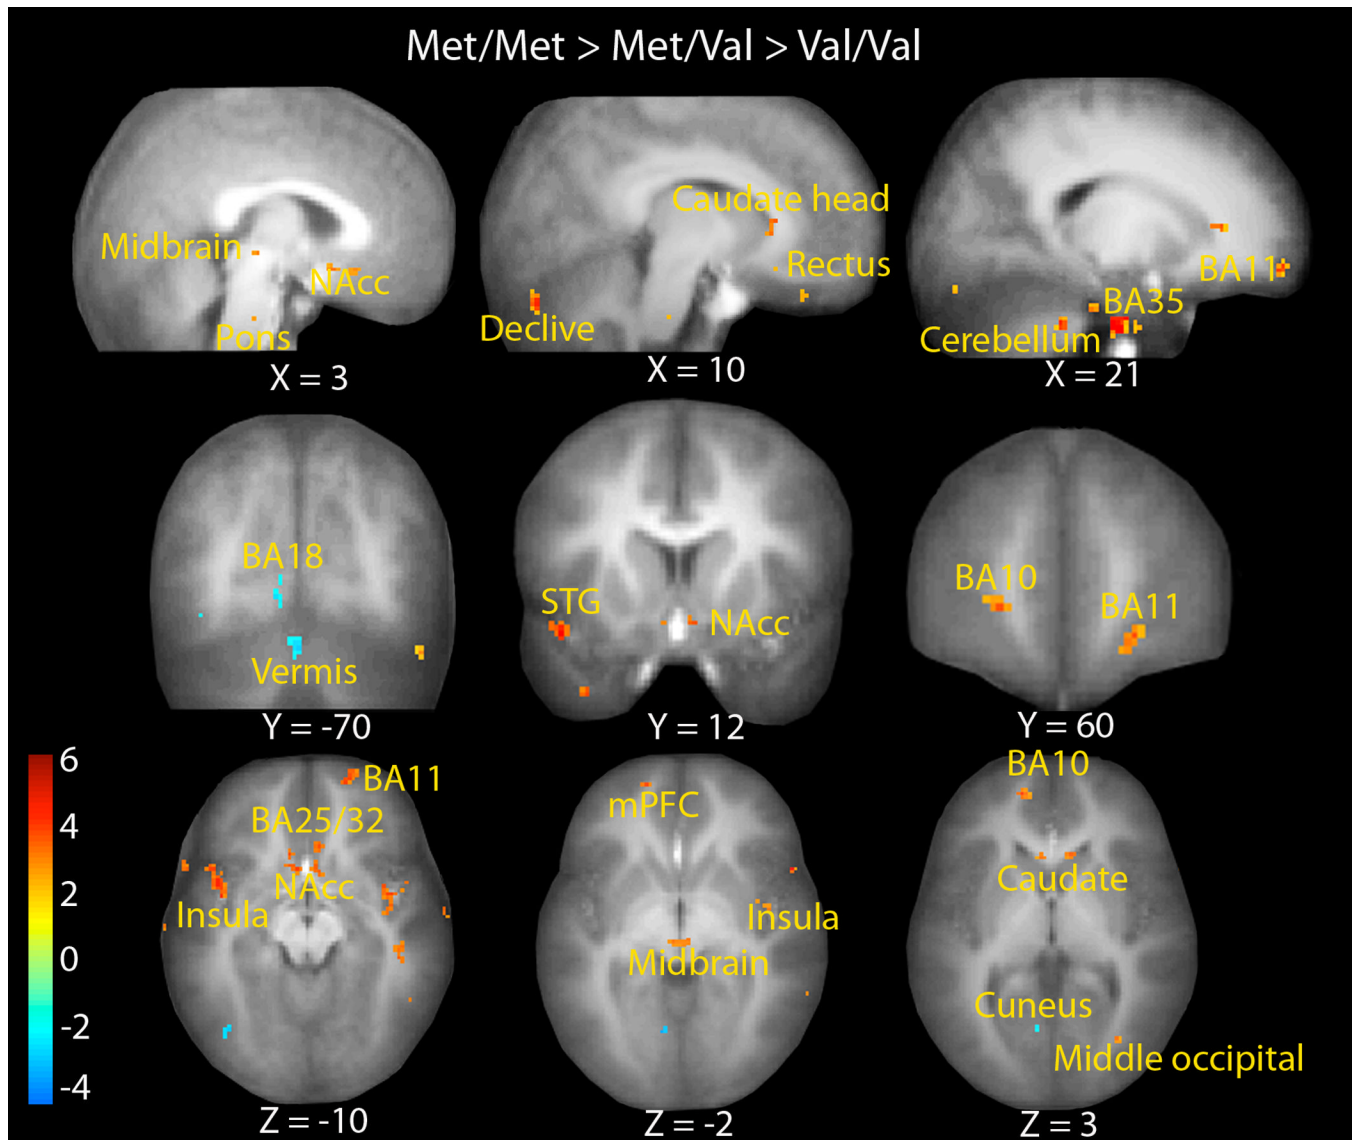 Met/Met > Met/Val > Val/Val
Midbrain
NAcc
Pons
X = 3
Caudate head
Rectus
Declive
X = 10
BA11
BA35
Cerebellum
X = 21
BA18
Vermis
Y = -70
STG
NAcc
Y = 12
BA10
BA11
Y = 60
6
4
2
0
-2
-4
BA11
BA25/32
NAcc
Insula
Z = -10
mPFC
Insula
Midbrain
Z = -2
BA10
Caudate
Cuneus
Middle occipital
Z = 3